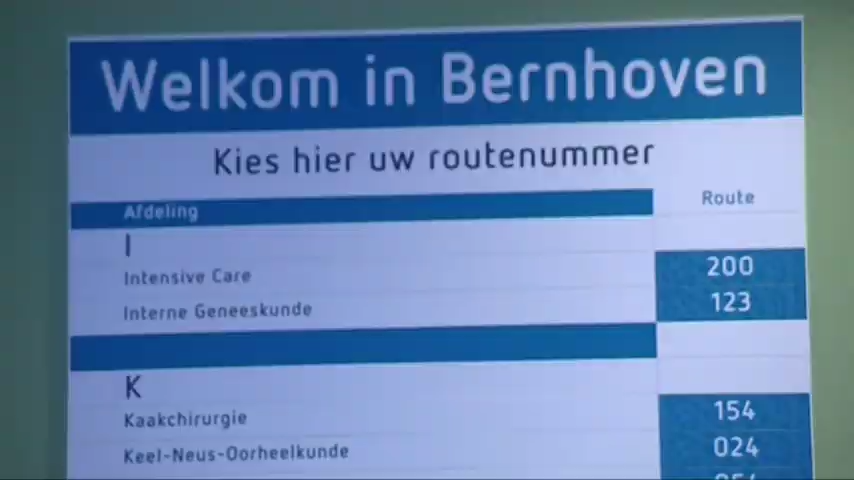 Welkom in Bernhoven
Kies hier uw routenummer
Afdeling Route
I
Intensive Care 200
Interne Geneeskunde 123
K
Kaakchirurgie 154
Keel-Neus-Oorheelkunde 024